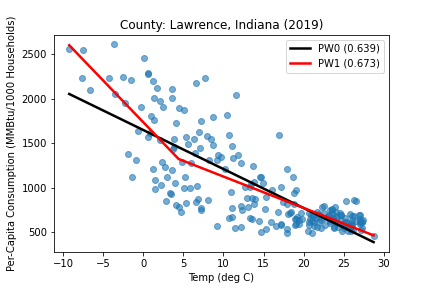 County: Lawrence, Indiana (2019)
PW0 (0.639)
PW1 (0.673)
Per-Capita Consumption (MMBtu/1000 Households)
2500
2000
1500
1000
500
−10 −5 0 5 10 15 20 25 30
Temp (deg C)